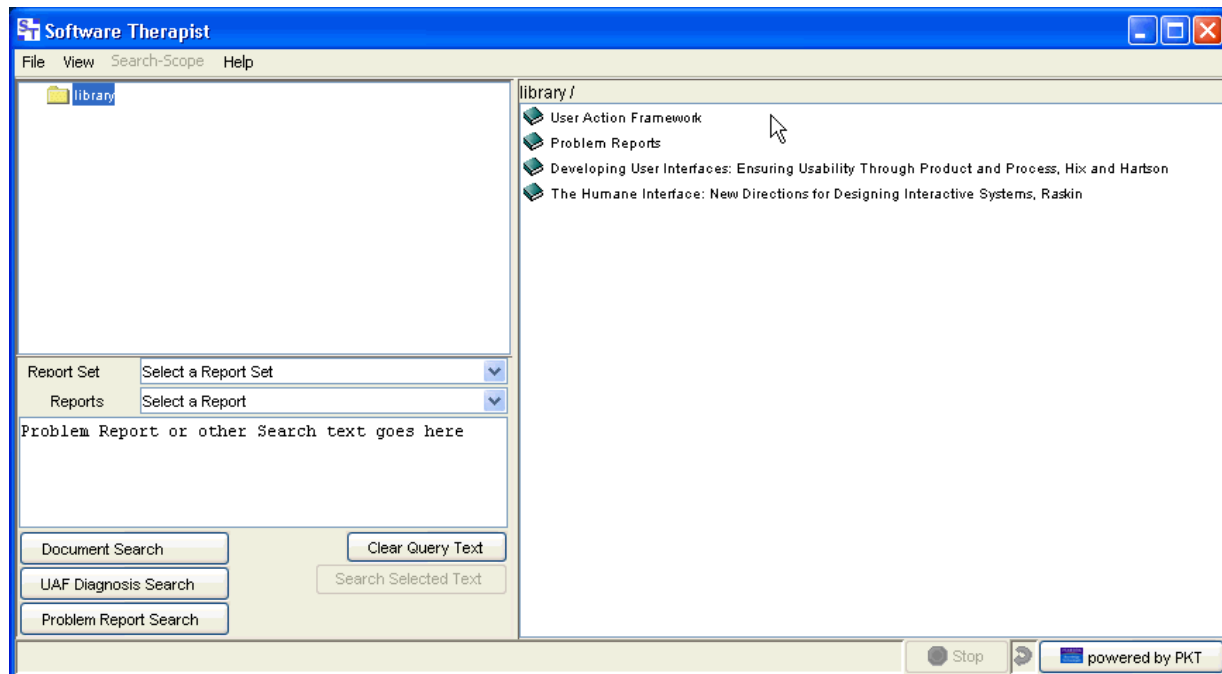 Software Therapist
File View Search-Scope Help
library
library /
User Action Framework
Problem Reports
Developing User Interfaces: Ensuring Usability Through Product and Process, Hix and Hartson
The Humane Interface: New Directions for Designing Interactive Systems, Raskin
Report Set Select a Report Set
Reports Select a Report
Problem Report or other Search text goes here
Document Search Clear Query Text
UAF Diagnosis Search Search Selected Text
Problem Report Search
Stop powered by PKT